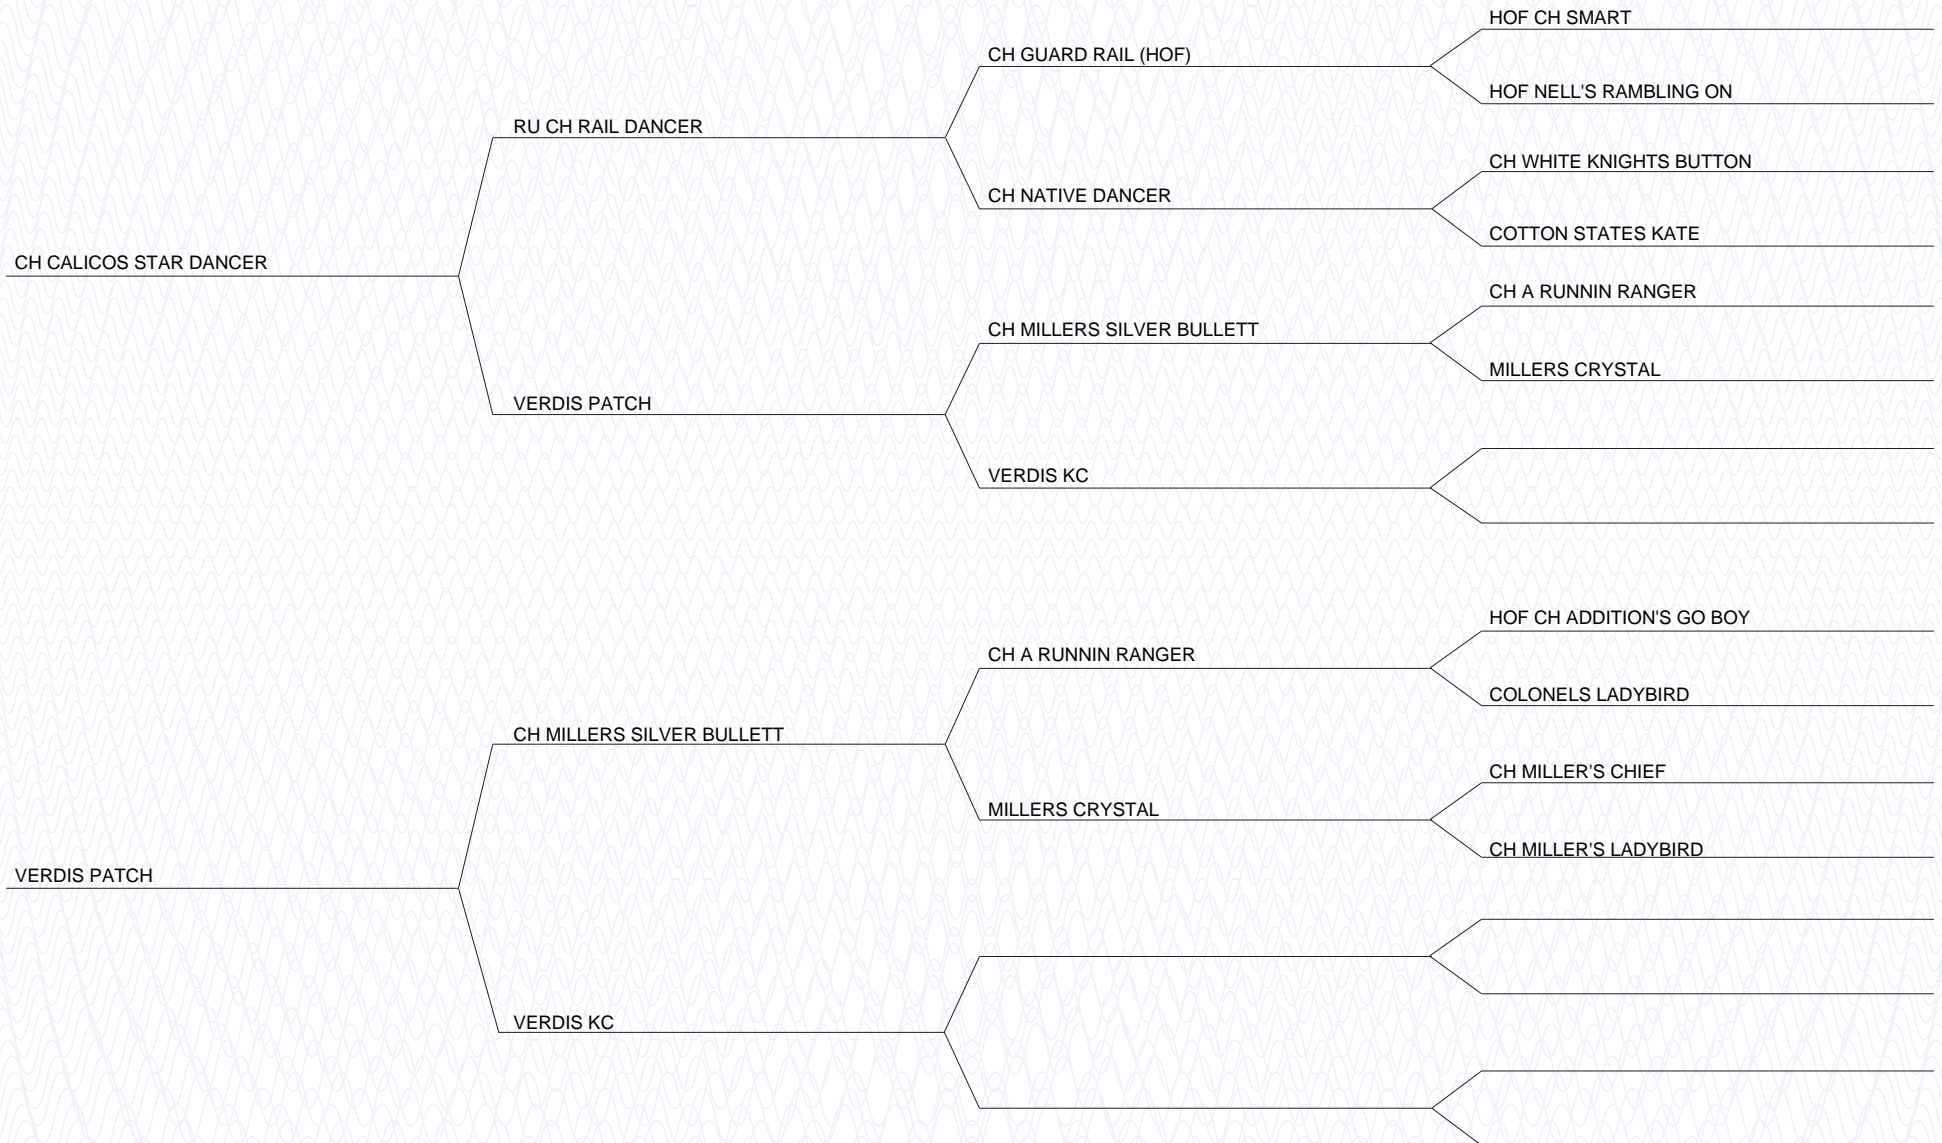 HOF CH SMART
CH GUARD RAIL (HOF)
HOF NELL'S RAMBLING ON
RU CH RAIL DANCER
CH WHITE KNIGHTS BUTTON
CH NATIVE DANCER
COTTON STATES KATE
CH CALICOS STAR DANCER
CH A RUNNIN RANGER
CH MILLERS SILVER BULLETT
MILLERS CRYSTAL
VERDIS PATCH
VERDIS KC
HOF CH ADDITION'S GO BOY
CH A RUNNIN RANGER
COLONELS LADYBIRD
CH MILLERS SILVER BULLETT
CH MILLER'S CHIEF
MILLERS CRYSTAL
CH MILLER'S LADYBIRD
VERDIS PATCH
VERDIS KC